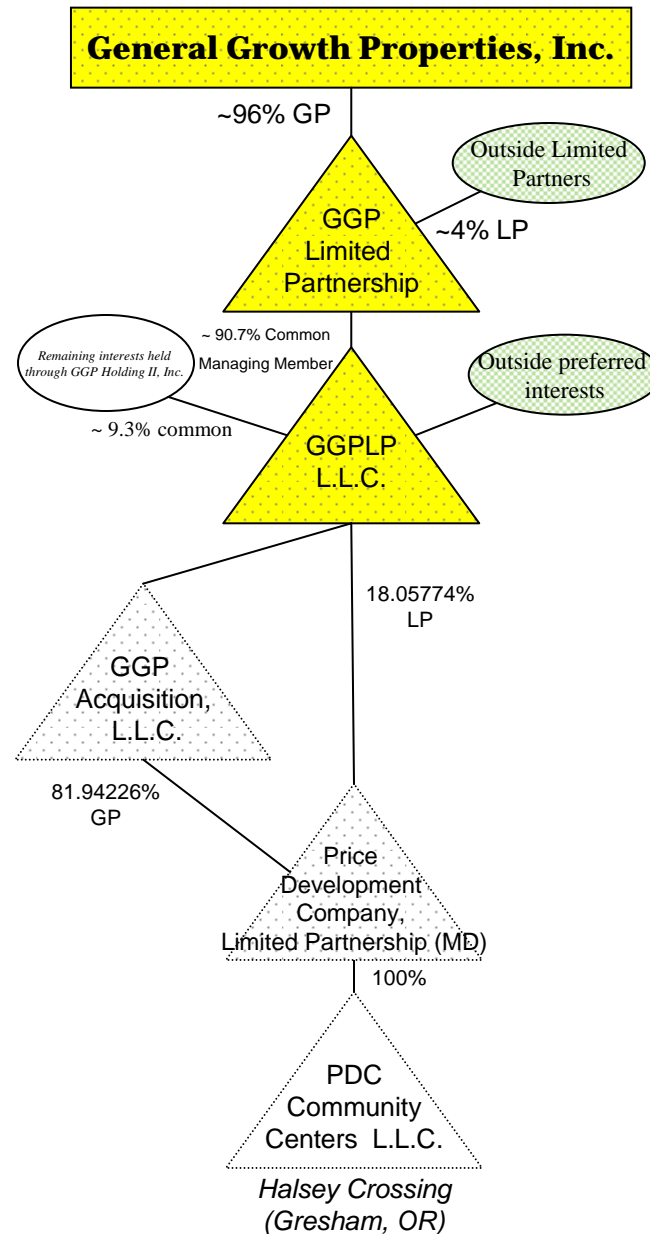 General Growth Properties, Inc.
~96% GP
Outside Limited
Partners
GGP
Limited
Partnership
~4% LP
~ 90.7% Common
Managing Member
Remaining interests held
through GGP Holding II, Inc.
Outside preferred
interests
~ 9.3% common
GGPLP
L.L.C.
18.05774%
LP
GGP
Acquisition,
L.L.C.
81.94226%
GP
Price
Development
Company,
Limited Partnership (MD)
100%
PDC
Community
Centers L.L.C.
Halsey Crossing
(Gresham, OR)